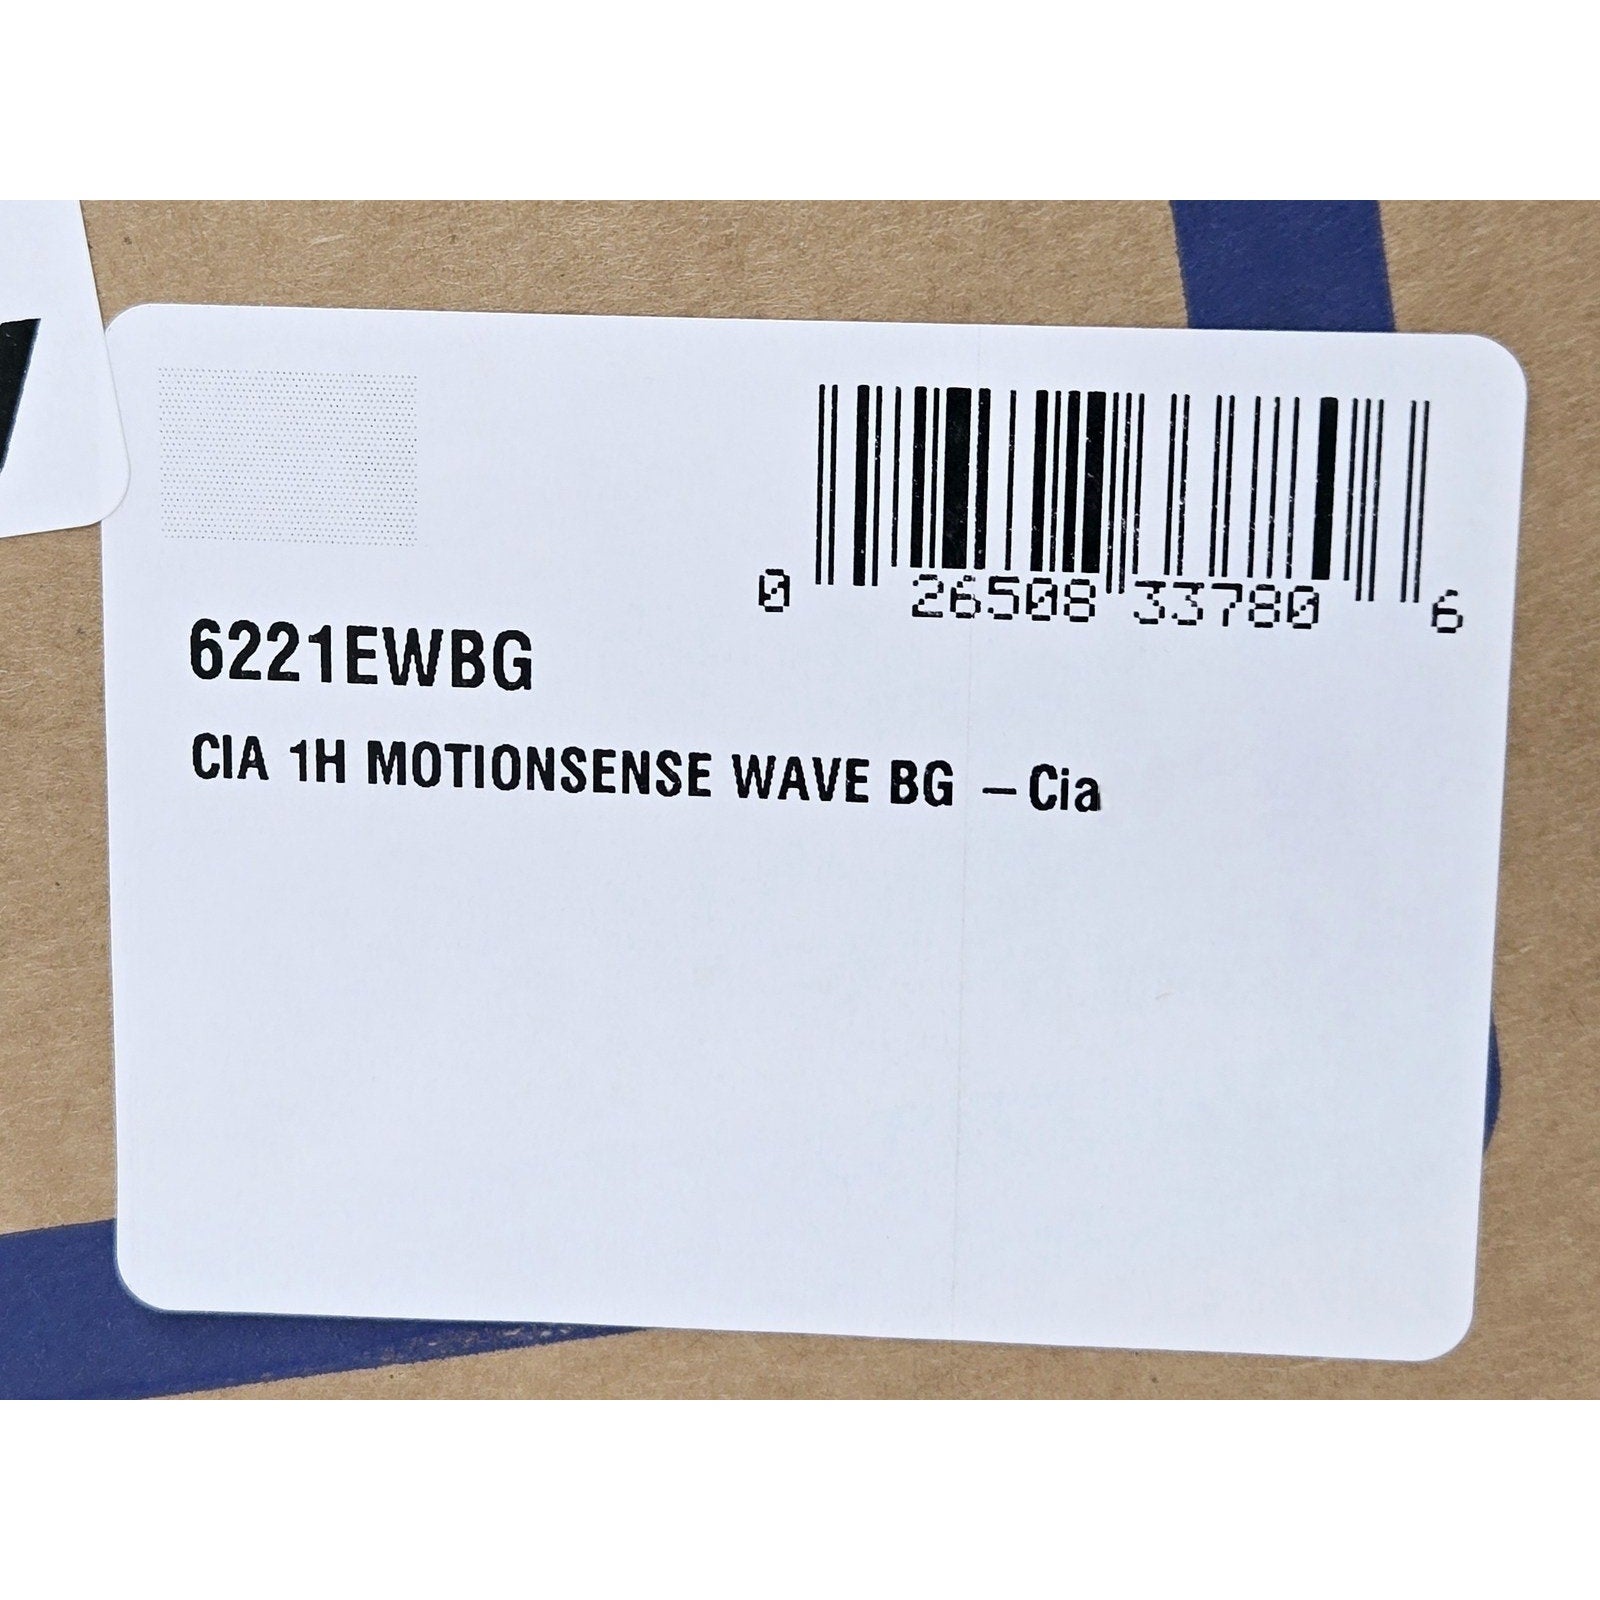 0 26508 33780 6
6221EWBG
CIA 1H MOTIONSENSE WAVE BG – Cia